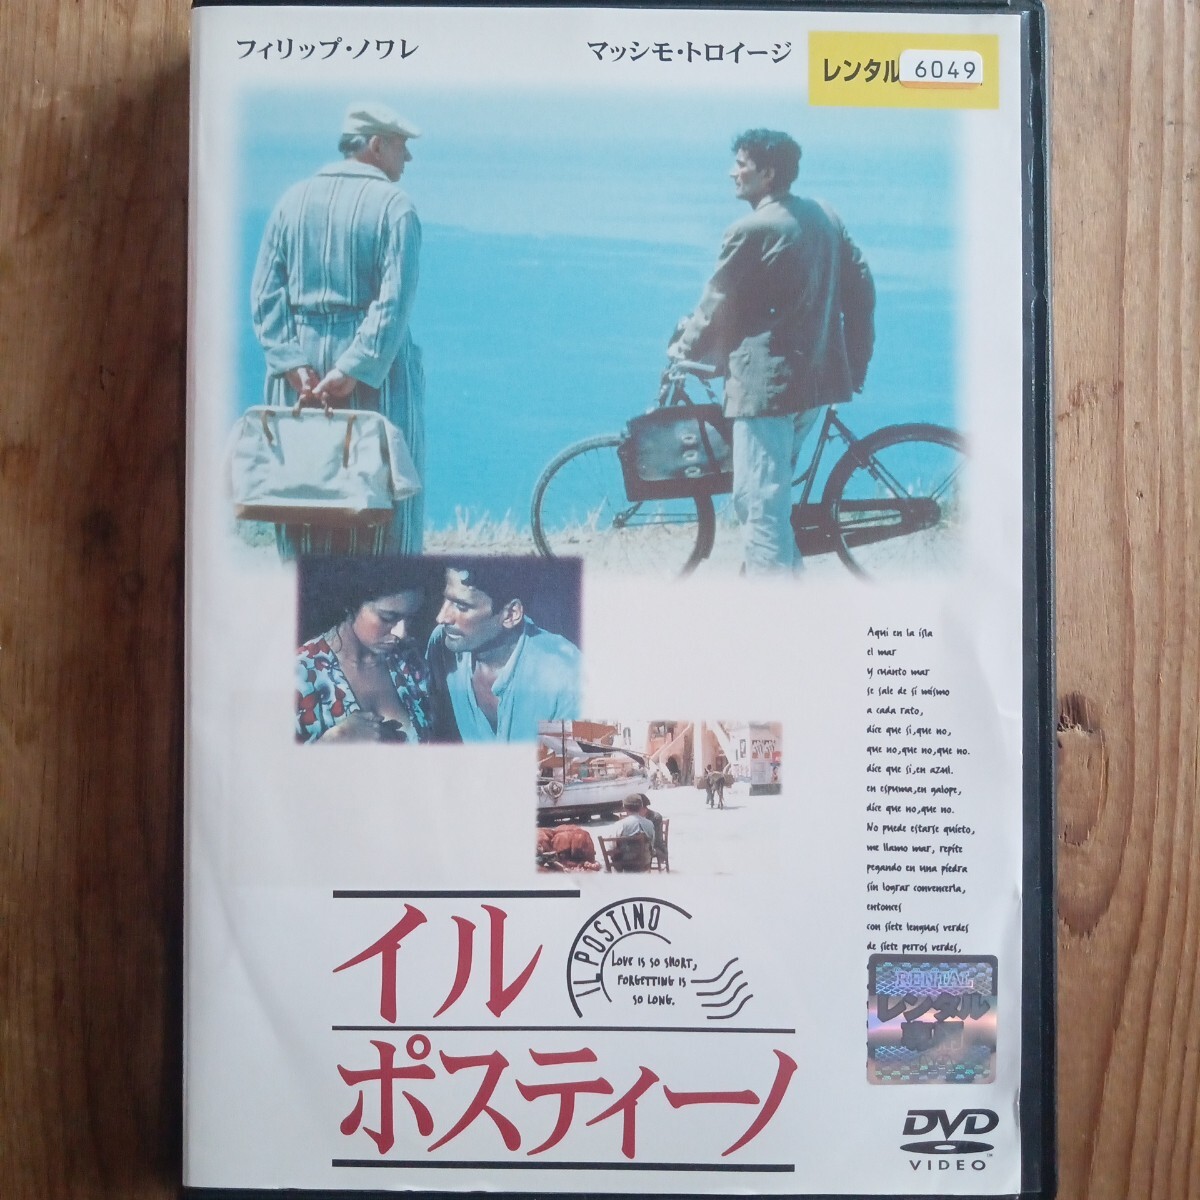 フィリップ・ノワレ
マッシモ・トロイージ
レンタル
6049
Aquí en la isla
el mar
y cuánto mar
se sale de sí mismo
a cada rato,
dice que sí, que no,
que no, que no, que no.
dice que sí, en azul.
en espuma, en galope,
dice que no, que no.
No puede estarse quieto,
me llamo mar, repite
pegando en una piedra
sin lograr convencerla,
entonces
con siete lenguas verdes
de siete perros verdes,
イル
IL POSTINO
LOVE IS SO SHORT,
FORGETTING IS
SO LONG.
ポスティーノ
RENTAL
レンタル
DVD
VIDEO™